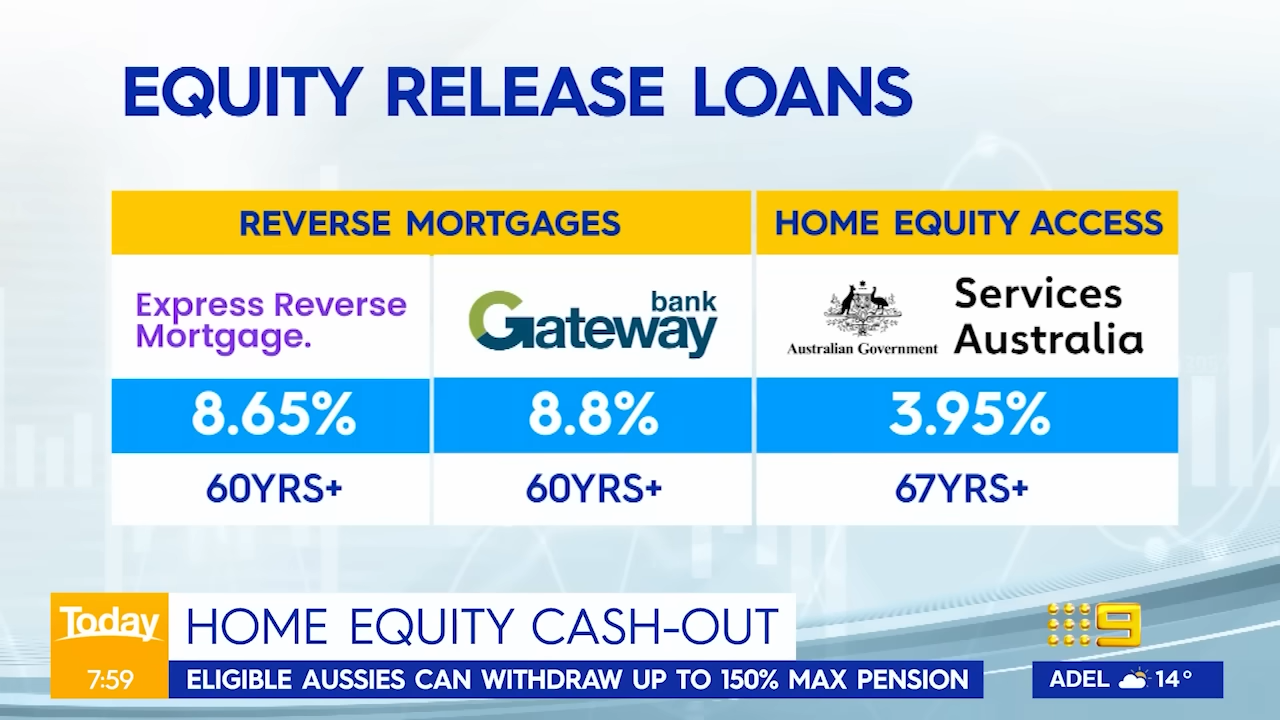 EQUITY RELEASE LOANS
REVERSE MORTGAGES
HOME EQUITY ACCESS
Express Reverse
Mortgage.
bank
Gateway
Australian Government
Services
Australia
8.65%
8.8%
3.95%
60YRS+
60YRS+
67YRS+
Today
7:59
HOME EQUITY CASH-OUT
ELIGIBLE AUSSIES CAN WITHDRAW UP TO 150% MAX PENSION
9
ADEL 14°